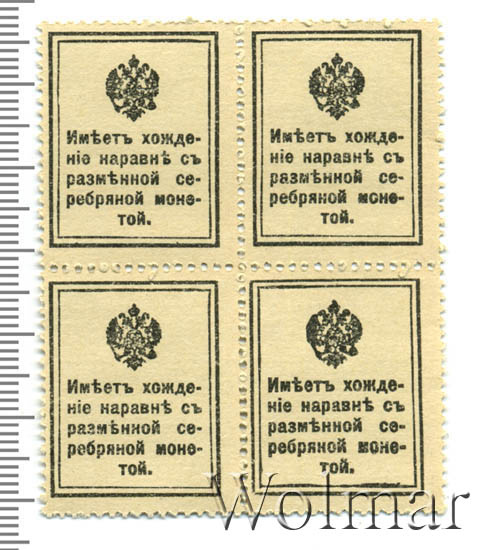 Имѣетъ хожде-
ніе наравнѣ съ
размѣнной се-
ребряной моне-
той.
Имѣетъ хожде-
ніе наравнѣ съ
размѣнной се-
ребряной моне-
той.
Имѣетъ хожде-
ніе наравнѣ съ
размѣнной се-
ребряной моне-
той.
Имѣетъ хожде-
ніе наравнѣ съ
размѣнной се-
ребряной моне-
той.
Wolmar